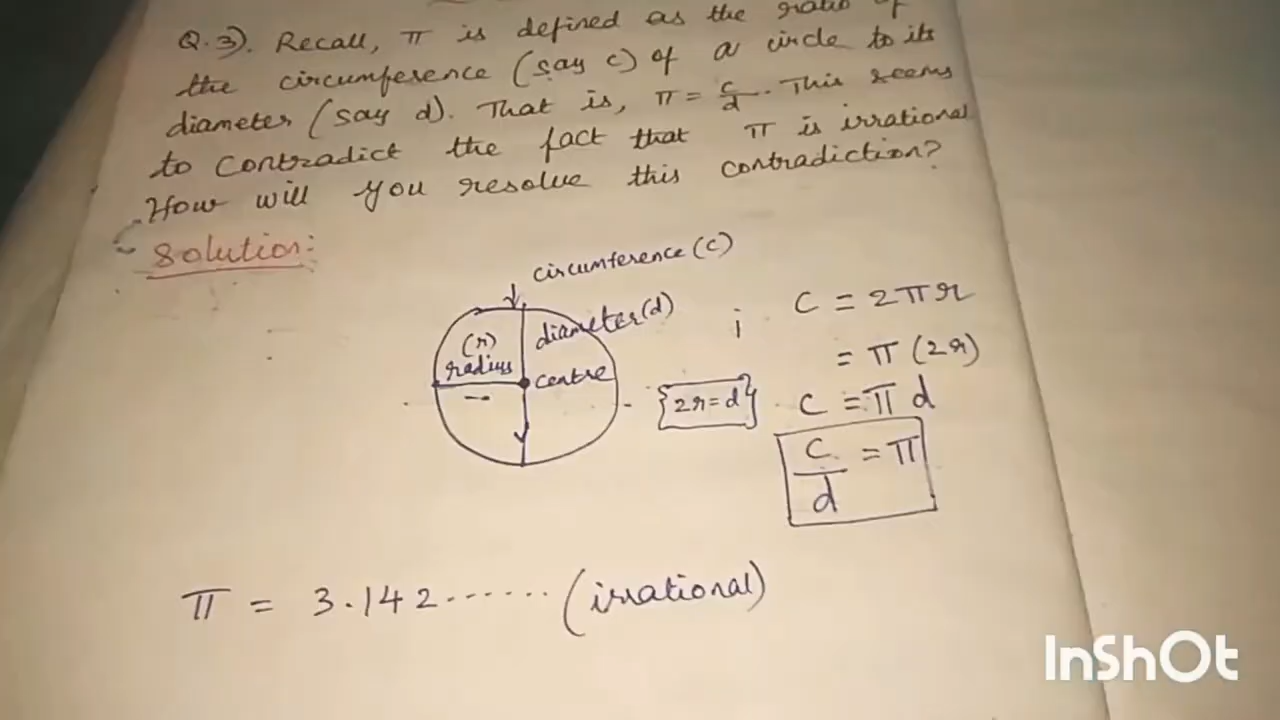 Q.3). Recall, π is defined as the ratio of
the circumference (say c) of a circle to its
diameter (say d). That is, π = c/d. This seems
to contradict the fact that π is irrational
How will you resolve this contradiction?
Solution:
circumference (c)
diameter(d)
(r)
radius
centre
{2r=d}
; C = 2πr
= π (2r)
C = π d
C/d = π
π = 3.142...... (irrational)
InShOt